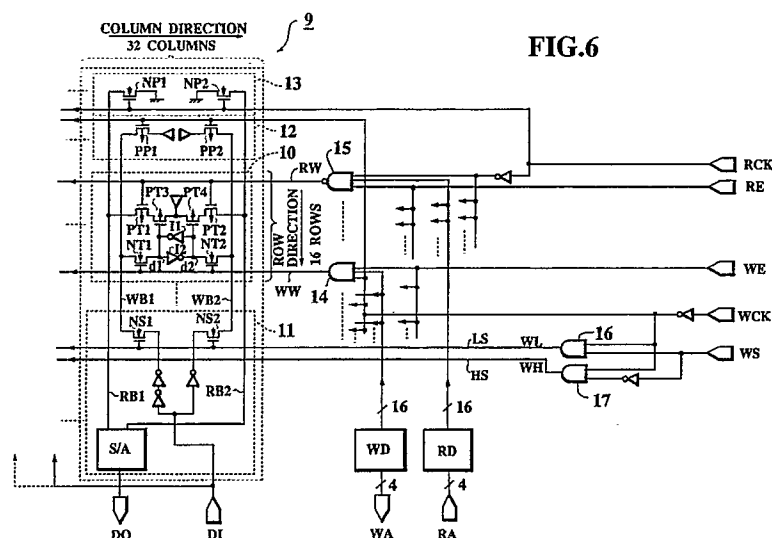 COLUMN DIRECTION
32 COLUMNS
9
FIG.6
NP1
NP2
13
12
PP1
PP2
10
15
RW
RCK
RE
PT3
PT4
PT1
I1
PT2
NT1
I2
NT2
d1
d2
ROW
DIRECTION
16 ROWS
WE
14
WW
WB1
WB2
WCK
NS1
NS2
11
LS
WL
16
WS
HS
WH
17
RB1
RB2
16
16
S/A
WD
RD
4
4
DO
DI
WA
RA